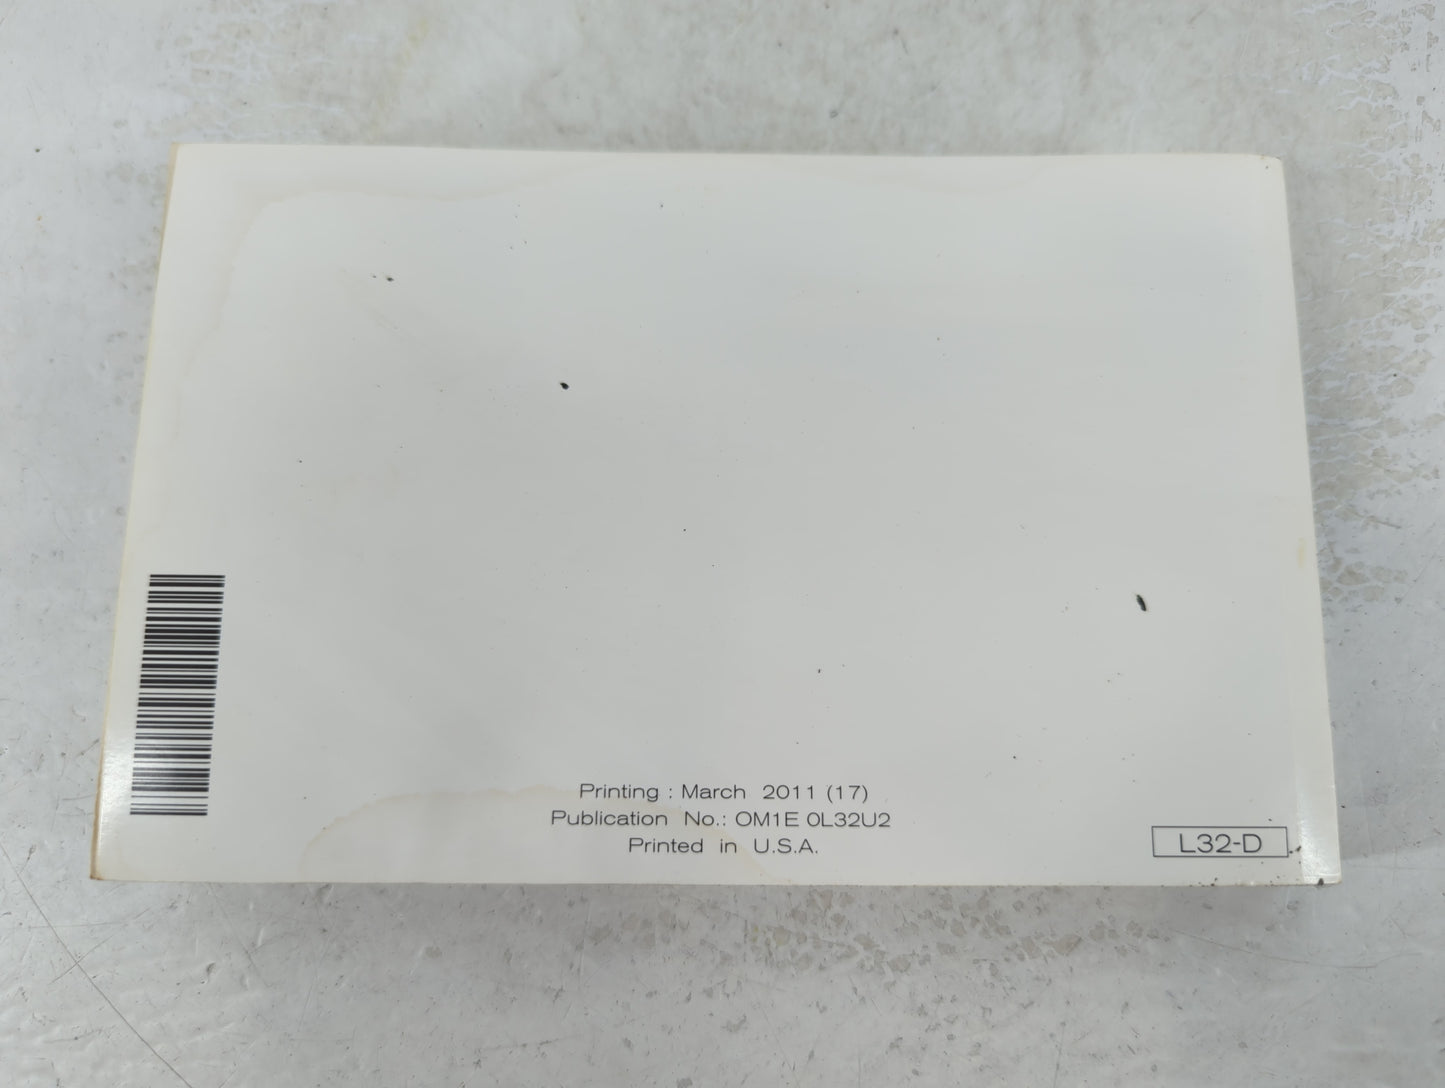 Printing : March 2011 (17)
Publication No.: OM1E 0L32U2
Printed in U.S.A.
L32-D